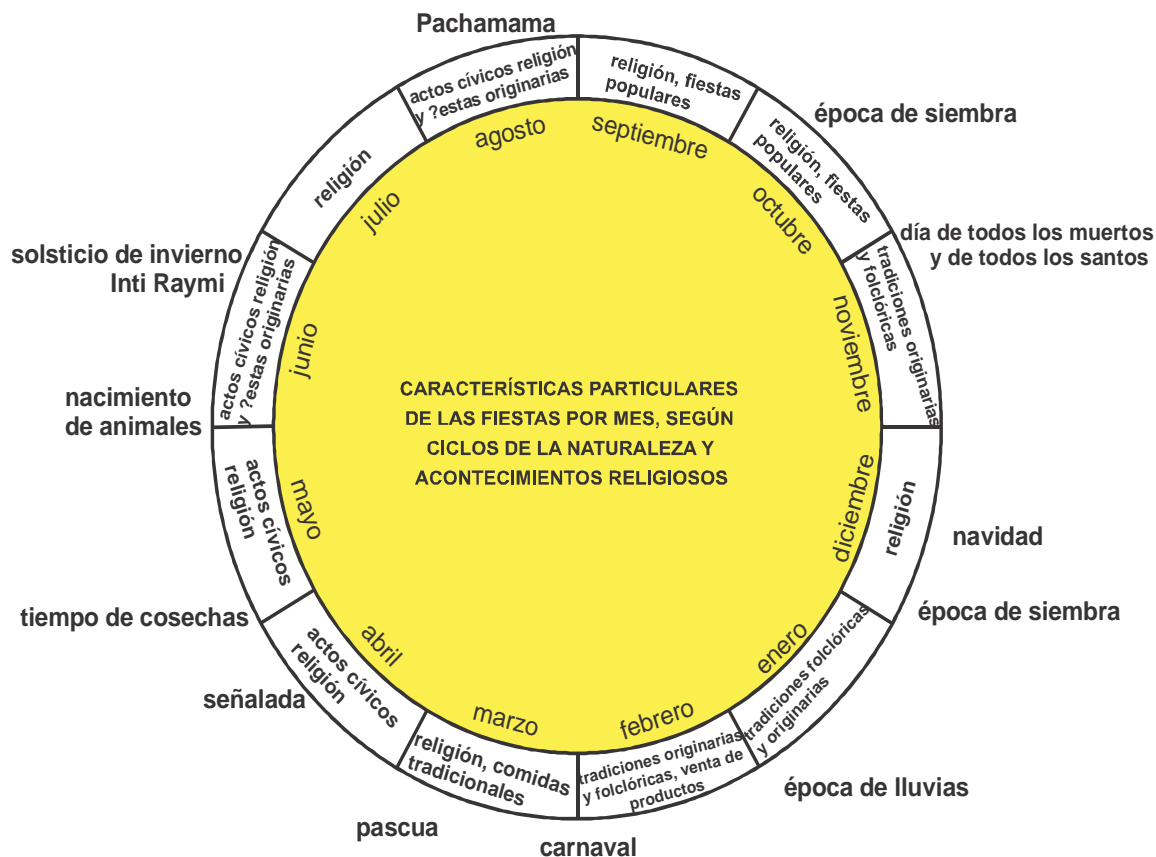 Pachamama
actos cívicos religión
y ?estas originarias
agosto
religión, fiestas
populares
septiembre
época de siembra
religión, fiestas
populares
octubre
día de todos los muertos
y de todos los santos
tradiciones originarias
y folclóricas
noviembre
religión
diciembre
navidad
época de siembra
tradiciones folclóricas
y originarias
enero
época de lluvias
tradiciones originarias
y folclóricas, venta de
productos
febrero
carnaval
religión, comidas
tradicionales
marzo
pascua
actos cívicos
religión
abril
señalada
tiempo de cosechas
actos cívicos
religión
mayo
nacimiento
de animales
actos cívicos religión
y ?estas originarias
junio
solsticio de invierno
Inti Raymi
religión
julio
CARACTERÍSTICAS PARTICULARES
DE LAS FIESTAS POR MES, SEGÚN
CICLOS DE LA NATURALEZA Y
ACONTECIMIENTOS RELIGIOSOS